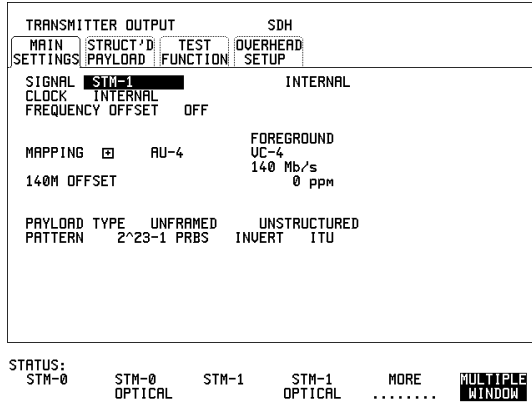 TRANSMITTER OUTPUT SDH
MAIN SETTINGS
STRUCT'D PAYLOAD
TEST FUNCTION
OVERHEAD SETUP
SIGNAL STM-1 INTERNAL
CLOCK INTERNAL
FREQUENCY OFFSET OFF
FOREGROUND
MAPPING + AU-4 VC-4
140 Mb/s
140M OFFSET 0 ppm
PAYLOAD TYPE UNFRAMED UNSTRUCTURED
PATTERN 2^23-1 PRBS INVERT ITU
STATUS:
STM-0
STM-0 OPTICAL
STM-1
STM-1 OPTICAL
MORE ........
MULTIPLE WINDOW